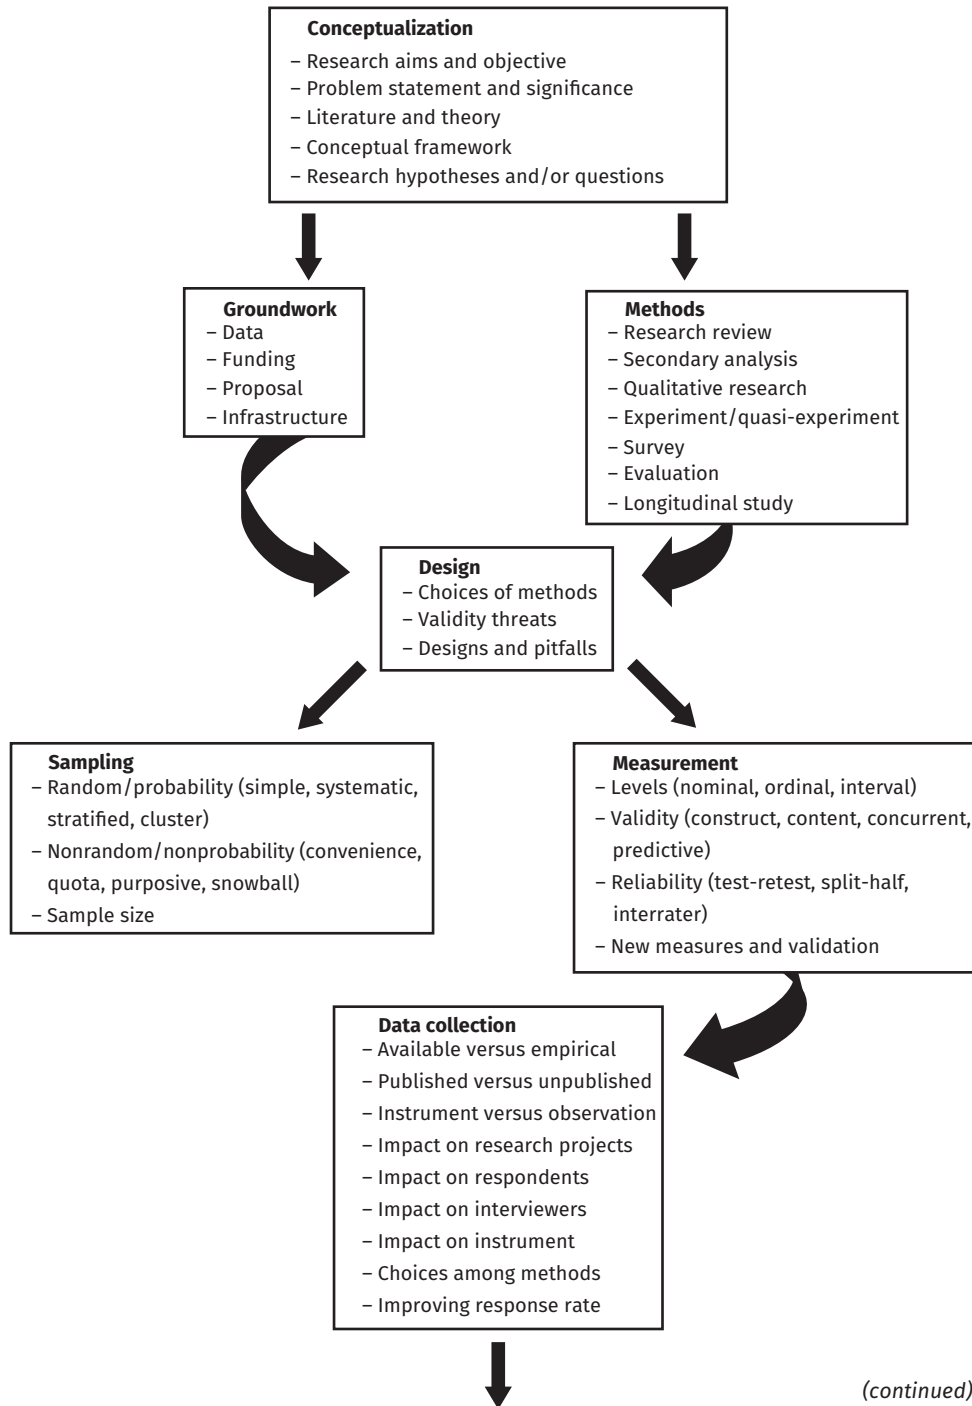 Conceptualization
– Research aims and objective
– Problem statement and significance
– Literature and theory
– Conceptual framework
– Research hypotheses and/or questions
Groundwork
– Data
– Funding
– Proposal
– Infrastructure
Methods
– Research review
– Secondary analysis
– Qualitative research
– Experiment/quasi-experiment
– Survey
– Evaluation
– Longitudinal study
Design
– Choices of methods
– Validity threats
– Designs and pitfalls
Sampling
– Random/probability (simple, systematic,
stratified, cluster)
– Nonrandom/nonprobability (convenience,
quota, purposive, snowball)
– Sample size
Measurement
– Levels (nominal, ordinal, interval)
– Validity (construct, content, concurrent,
predictive)
– Reliability (test-retest, split-half,
interrater)
– New measures and validation
Data collection
– Available versus empirical
– Published versus unpublished
– Instrument versus observation
– Impact on research projects
– Impact on respondents
– Impact on interviewers
– Impact on instrument
– Choices among methods
– Improving response rate
(continued)